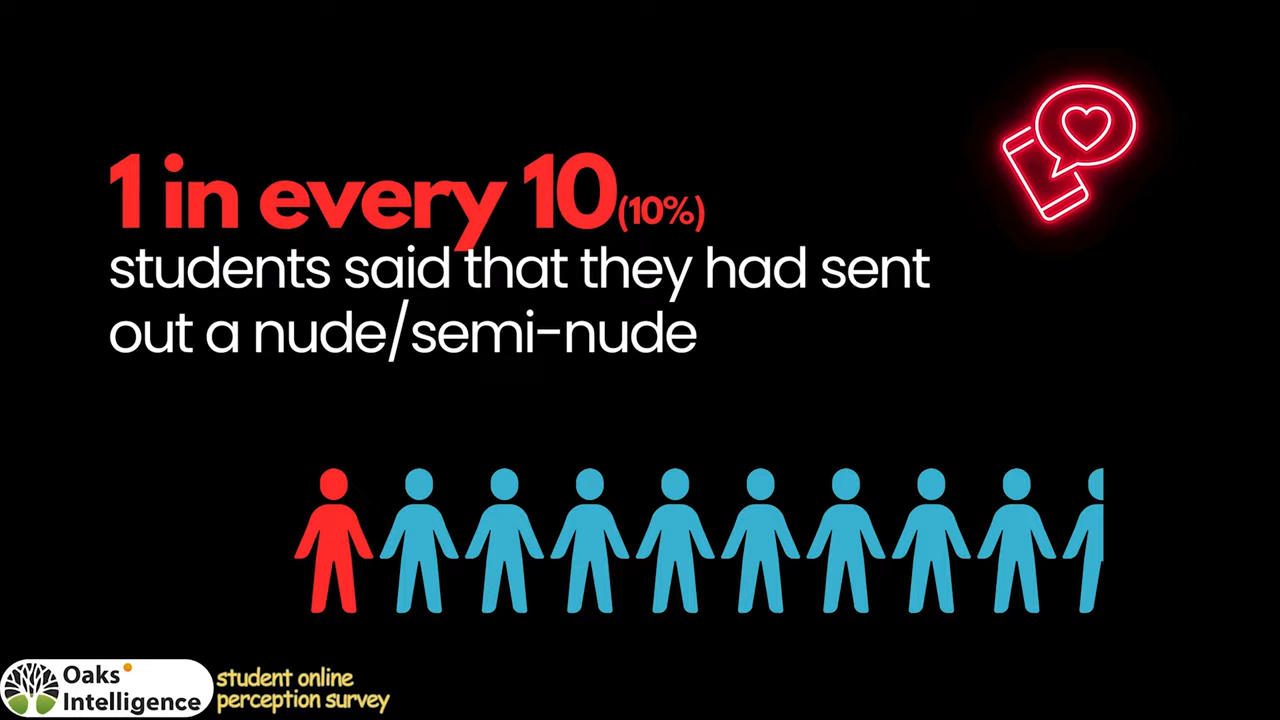 1 in every 10 (10%)
students said that they had sent
out a nude/semi-nude
Oaks
Intelligence
student online
perception survey